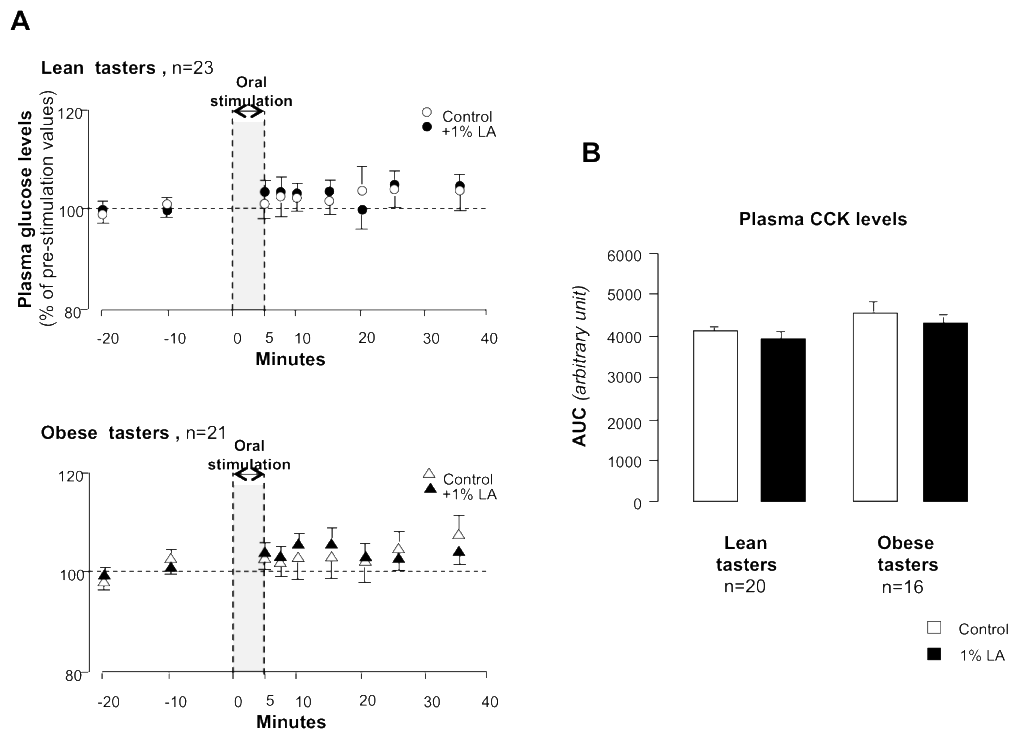 A
Lean tasters , n=23
Oral
stimulation
Plasma glucose levels
(% of pre-stimulation values)
120
100
80
Control
+1% LA
-20 -10 0 5 10 20 30 40
Minutes
Obese tasters , n=21
Oral
stimulation
120
100
80
Control
+1% LA
-20 -10 0 5 10 20 30 40
Minutes
B
Plasma CCK levels
AUC (arbitrary unit)
6000
5000
4000
3000
2000
1000
0
Lean
tasters
n=20
Obese
tasters
n=16
Control
1% LA